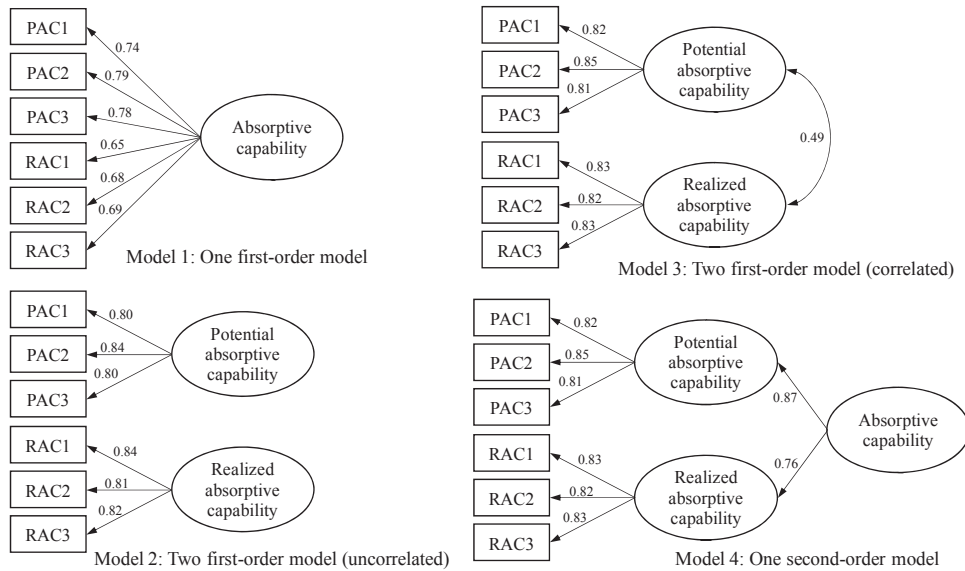 PAC1
PAC2
PAC3
RAC1
RAC2
RAC3
0.74
0.79
0.78
0.65
0.68
0.69
Absorptive
capability
Model 1: One first-order model
PAC1
PAC2
PAC3
RAC1
RAC2
RAC3
0.82
0.85
0.81
0.83
0.82
0.83
Potential
absorptive
capability
Realized
absorptive
capability
0.49
Model 3: Two first-order model (correlated)
PAC1
PAC2
PAC3
RAC1
RAC2
RAC3
0.80
0.84
0.80
0.84
0.81
0.82
Potential
absorptive
capability
Realized
absorptive
capability
Model 2: Two first-order model (uncorrelated)
PAC1
PAC2
PAC3
RAC1
RAC2
RAC3
0.82
0.85
0.81
0.83
0.82
0.83
Potential
absorptive
capability
Realized
absorptive
capability
0.87
0.76
Absorptive
capability
Model 4: One second-order model